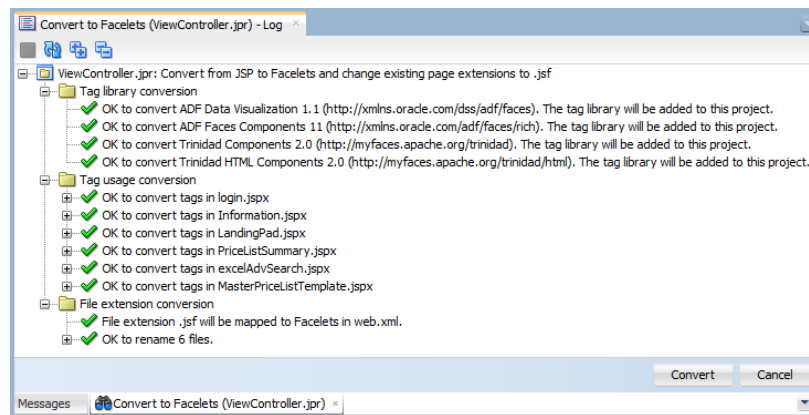 Convert to Facelets (ViewController.jpr) - Log
ViewController.jpr: Convert from JSP to Facelets and change existing page extensions to .jsf
Tag library conversion
OK to convert ADF Data Visualization 1.1 (http://xmlns.oracle.com/dss/adf/faces). The tag library will be added to this project.
OK to convert ADF Faces Components 11 (http://xmlns.oracle.com/adf/faces/rich). The tag library will be added to this project.
OK to convert Trinidad Components 2.0 (http://myfaces.apache.org/trinidad). The tag library will be added to this project.
OK to convert Trinidad HTML Components 2.0 (http://myfaces.apache.org/trinidad/html). The tag library will be added to this project.
Tag usage conversion
OK to convert tags in login.jspx
OK to convert tags in Information.jspx
OK to convert tags in LandingPad.jspx
OK to convert tags in PriceListSummary.jspx
OK to convert tags in excelAdvSearch.jspx
OK to convert tags in MasterPriceListTemplate.jspx
File extension conversion
File extension .jsf will be mapped to Facelets in web.xml.
OK to rename 6 files.
Convert Cancel
Messages Convert to Facelets (ViewController.jpr)